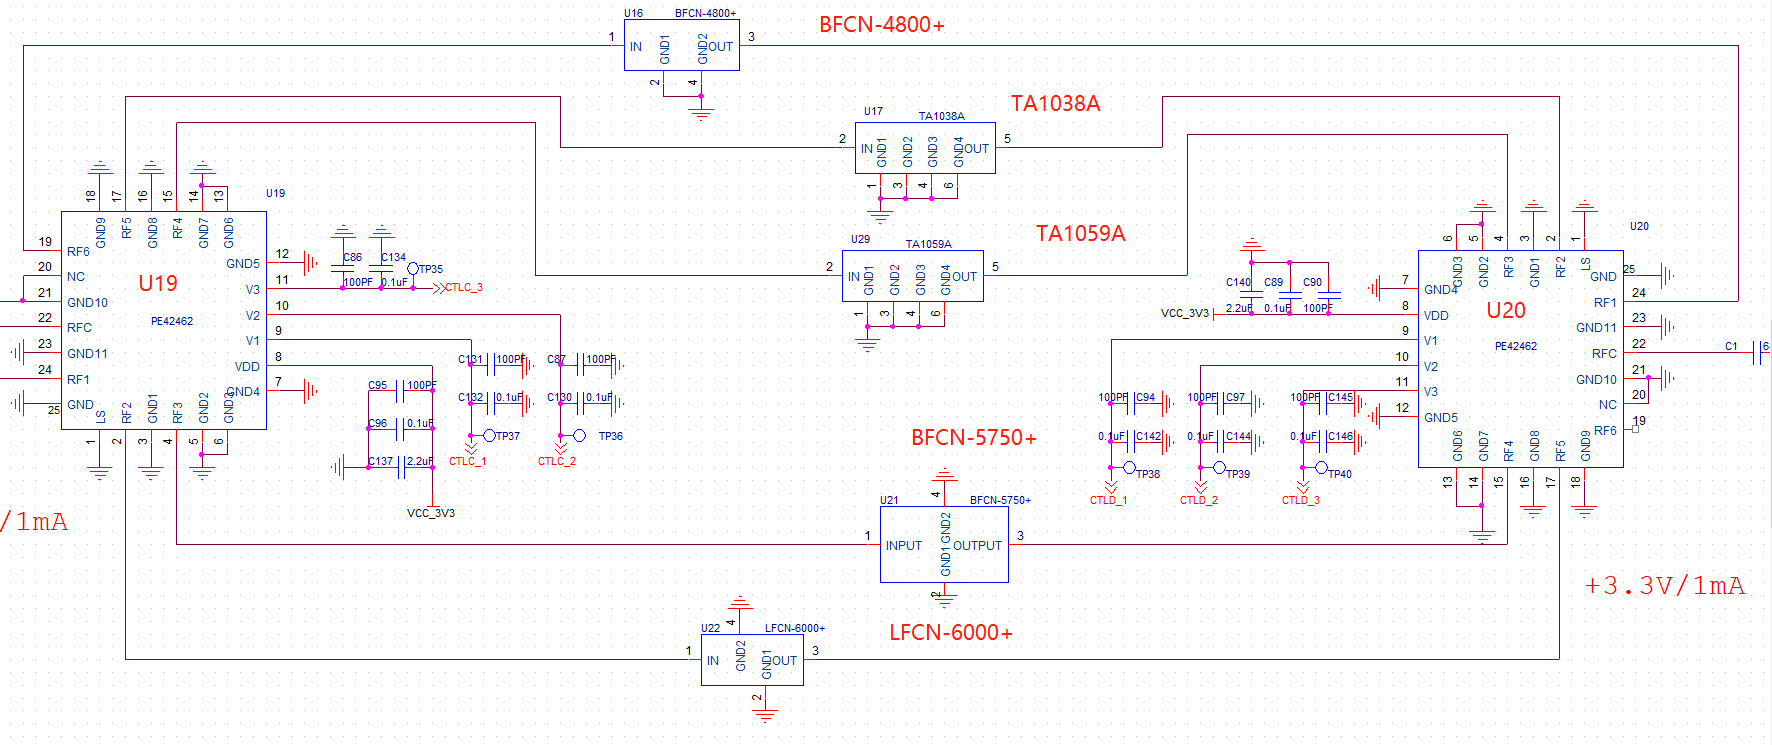 U16 BFCN-4800+
BFCN-4800+
1 IN GND1 GND2 OUT 3
2 4
U17 TA1038A
TA1038A
2 IN GND1 GND2 GND3 GND4 OUT 5
1 3 4 6
U29 TA1059A
TA1059A
2 IN GND1 GND2 GND3 GND4 OUT 5
1 3 4 6
18 17 16 15 14 13
U19
GND9 RF5 GND8 RF4 GND7 GND6
19 RF6
20 NC
21 GND10
22 RFC
23 GND11
24 RF1
25 GND
U19
PE42462
GND5 12
V3 11
V2 10
V1 9
VDD 8
GND4 7
LS RF2 GND1 RF3 GND2 GND3
1 2 3 4 5 6
C86 100PF
C134 0.1uF
TP35
CTLC_3
C131 100PF
C87 100PF
C95 100PF
C132 0.1uF
C130 0.1uF
C96 0.1uF
TP37
TP36
C137 2.2uF
CTLC_1
CTLC_2
VCC_3V3
/1mA
C140 C89 C90
VCC_3V3 2.2uF 0.1uF 100PF
6 5 4 3 2 1
U20
GND3 GND2 RF3 GND1 RF2 LS
7 GND4
8 VDD
9 V1
10 V2
11 V3
12 GND5
U20
PE42462
GND 25
RF1 24
GND11 23
RFC 22
GND10 21
NC 20
RF6 19
C1 6
GND6 GND7 RF4 GND8 RF5 GND9
13 14 15 16 17 18
100PF C94
100PF C97
100PF C145
0.1uF C142
0.1uF C144
0.1uF C146
TP38
TP39
TP40
CTLD_1
CTLD_2
CTLD_3
BFCN-5750+
U21 4 BFCN-5750+
1 INPUT GND1 GND2 OUTPUT 3
2
+3.3V/1mA
LFCN-6000+
U22 4 LFCN-6000+
1 IN GND2 GND1 OUT 3
2